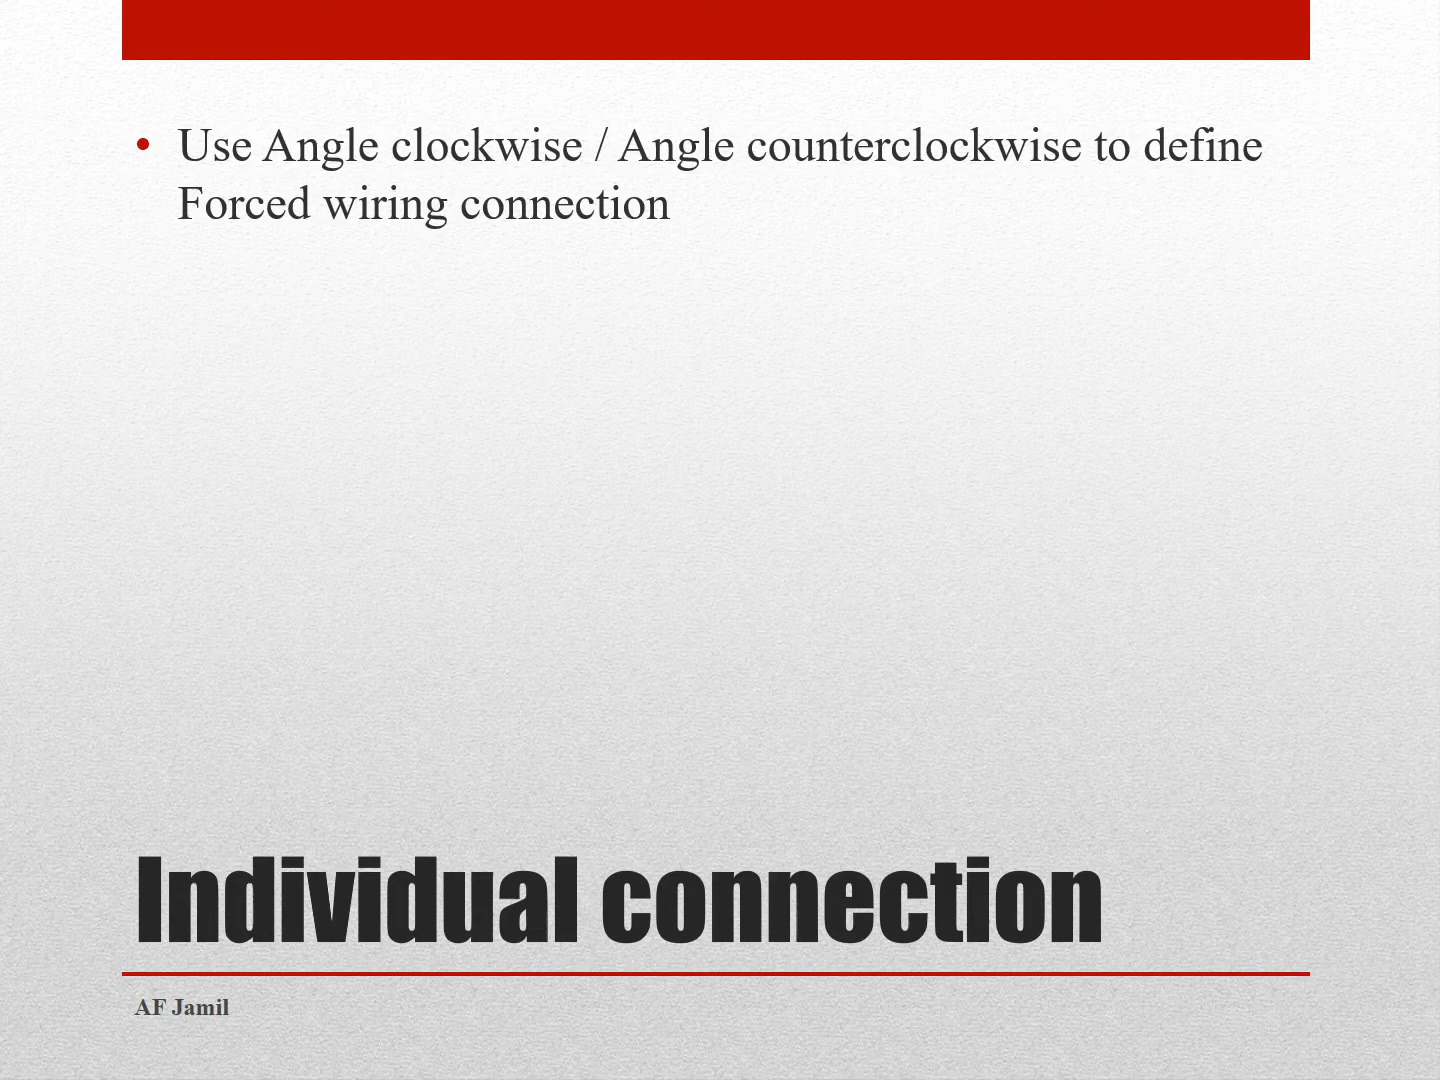 • Use Angle clockwise / Angle counterclockwise to define
Forced wiring connection
Individual connection
AF Jamil